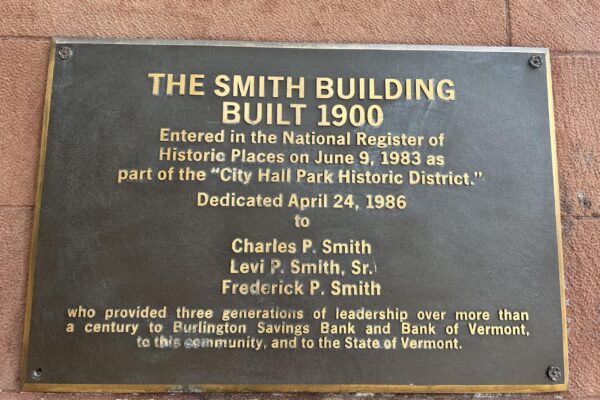 THE SMITH BUILDING
BUILT 1900
Entered in the National Register of
Historic Places on June 9, 1983 as
part of the “City Hall Park Historic District.”
Dedicated April 24, 1986
to
Charles P. Smith
Levi P. Smith, Sr.
Frederick P. Smith
who provided three generations of leadership over more than
a century to Burlington Savings Bank and Bank of Vermont,
to this community, and to the State of Vermont.